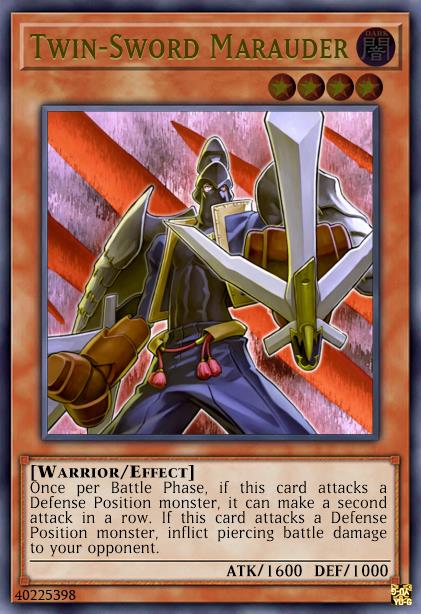 Twin-Sword Marauder
DARK
闇
[Warrior/Effect]
Once per Battle Phase, if this card attacks a
Defense Position monster, it can make a second
attack in a row. If this card attacks a Defense
Position monster, inflict piercing battle damage
to your opponent.
ATK/1600 DEF/1000
40225398